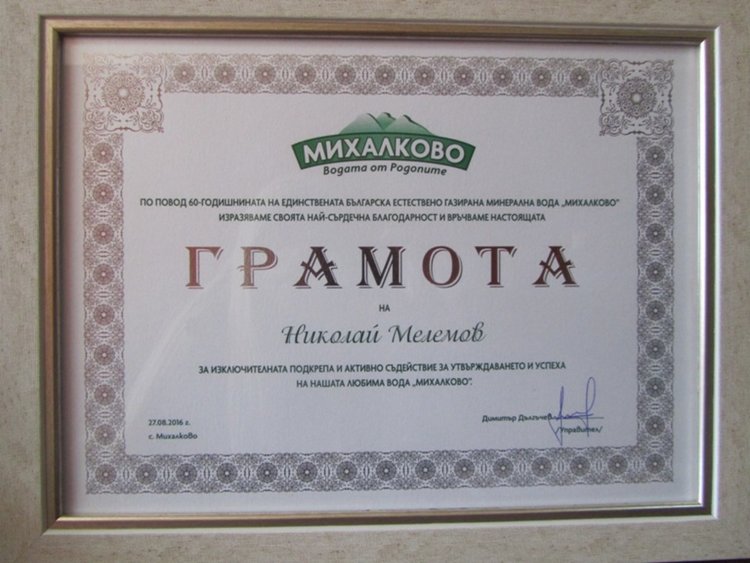 МИХАЛКОВО
Водата от Родопите
ПО ПОВОД 60-ГОДИШНИНАТА НА ЕДИНСТВЕНАТА БЪЛГАРСКА ЕСТЕСТВЕНО ГАЗИРАНА МИНЕРАЛНА ВОДА „МИХАЛКОВО"
ИЗРАЗЯВАМЕ СВОЯТА НАЙ-СЪРДЕЧНА БЛАГОДАРНОСТ И ВРЪЧВАМЕ НАСТОЯЩАТА
ГРАМОТА
НА
Николай Мелемов
ЗА ИЗКЛЮЧИТЕЛНАТА ПОДКРЕПА И АКТИВНО СЪДЕЙСТВИЕ ЗА УТВЪРЖДАВАНЕТО И УСПЕХА
НА НАШАТА ЛЮБИМА ВОДА „МИХАЛКОВО".
27.08.2016 г.
с. Михалково
Димитър Дългъчев
/Управител/